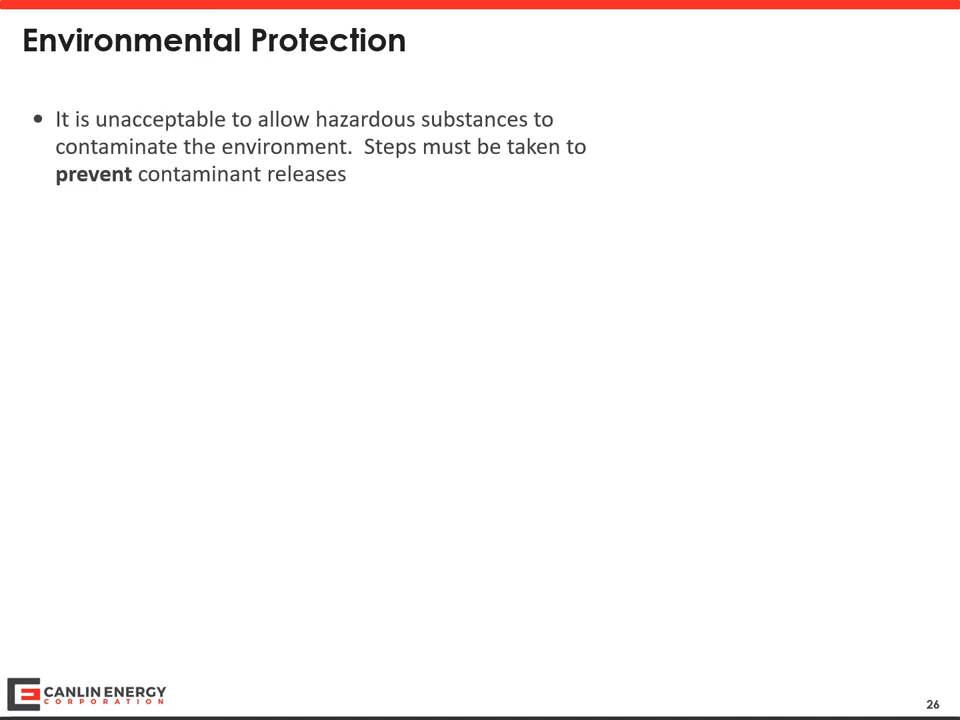 Environmental Protection
• It is unacceptable to allow hazardous substances to
contaminate the environment.  Steps must be taken to
prevent contaminant releases
CANLIN ENERGY
CORPORATION
26